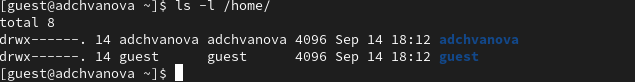 [guest@adchvanova ~]$ ls -l /home/
total 8
drwx------. 14 adchvanova adchvanova 4096 Sep 14 18:12 adchvanova
drwx------. 14 guest      guest      4096 Sep 14 18:12 guest
[guest@adchvanova ~]$